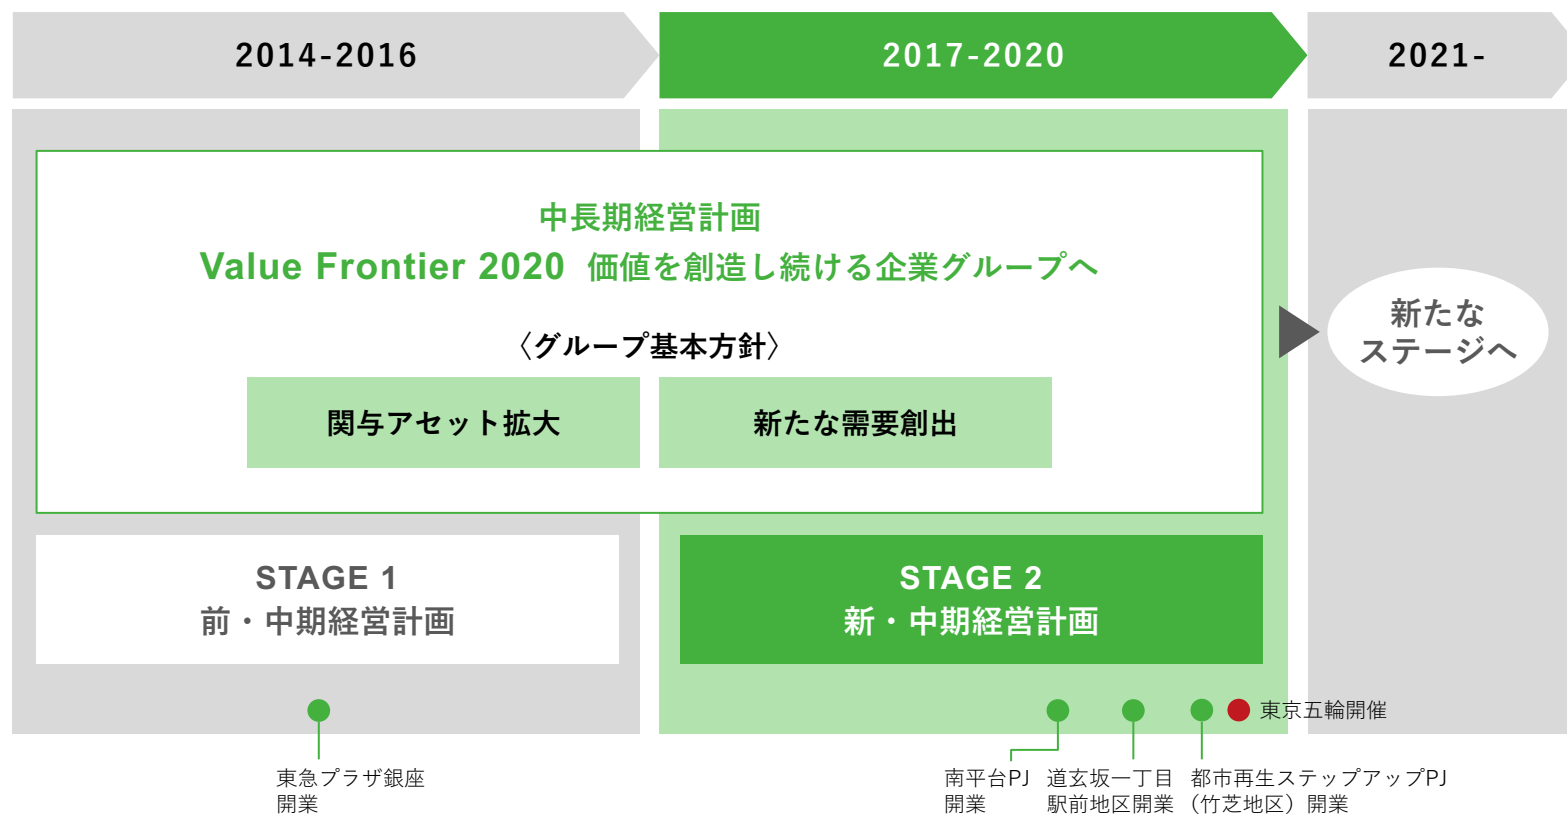 2014-2016
2017-2020
2021-
中長期経営計画
Value Frontier 2020 価値を創造し続ける企業グループへ
〈グループ基本方針〉
関与アセット拡大
新たな需要創出
新たな
ステージへ
STAGE 1
前・中期経営計画
STAGE 2
新・中期経営計画
東京五輪開催
東急プラザ銀座
開業
南平台PJ
開業
道玄坂一丁目
駅前地区開業
都市再生ステップアップPJ
(竹芝地区）開業